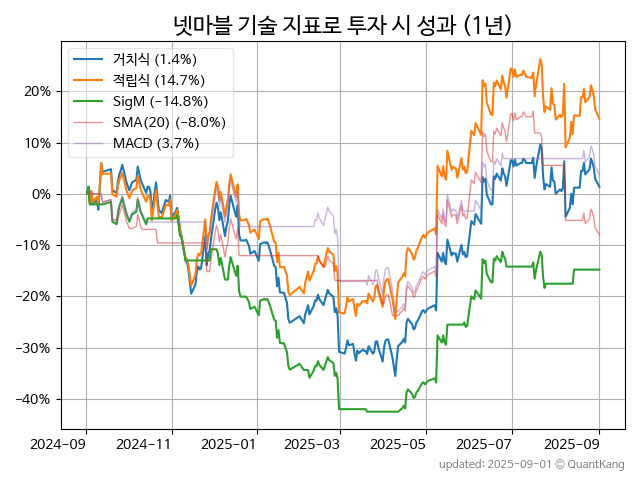 넷마블 기술 지표로 투자 시 성과 (1년)
거치식 (1.4%)
적립식 (14.7%)
SigM (−14.8%)
SMA(20) (−8.0%)
MACD (3.7%)
20%
10%
0%
−10%
−20%
−30%
−40%
2024-09 2024-11 2025-01 2025-03 2025-05 2025-07 2025-09
updated: 2025-09-01 © QuantKang